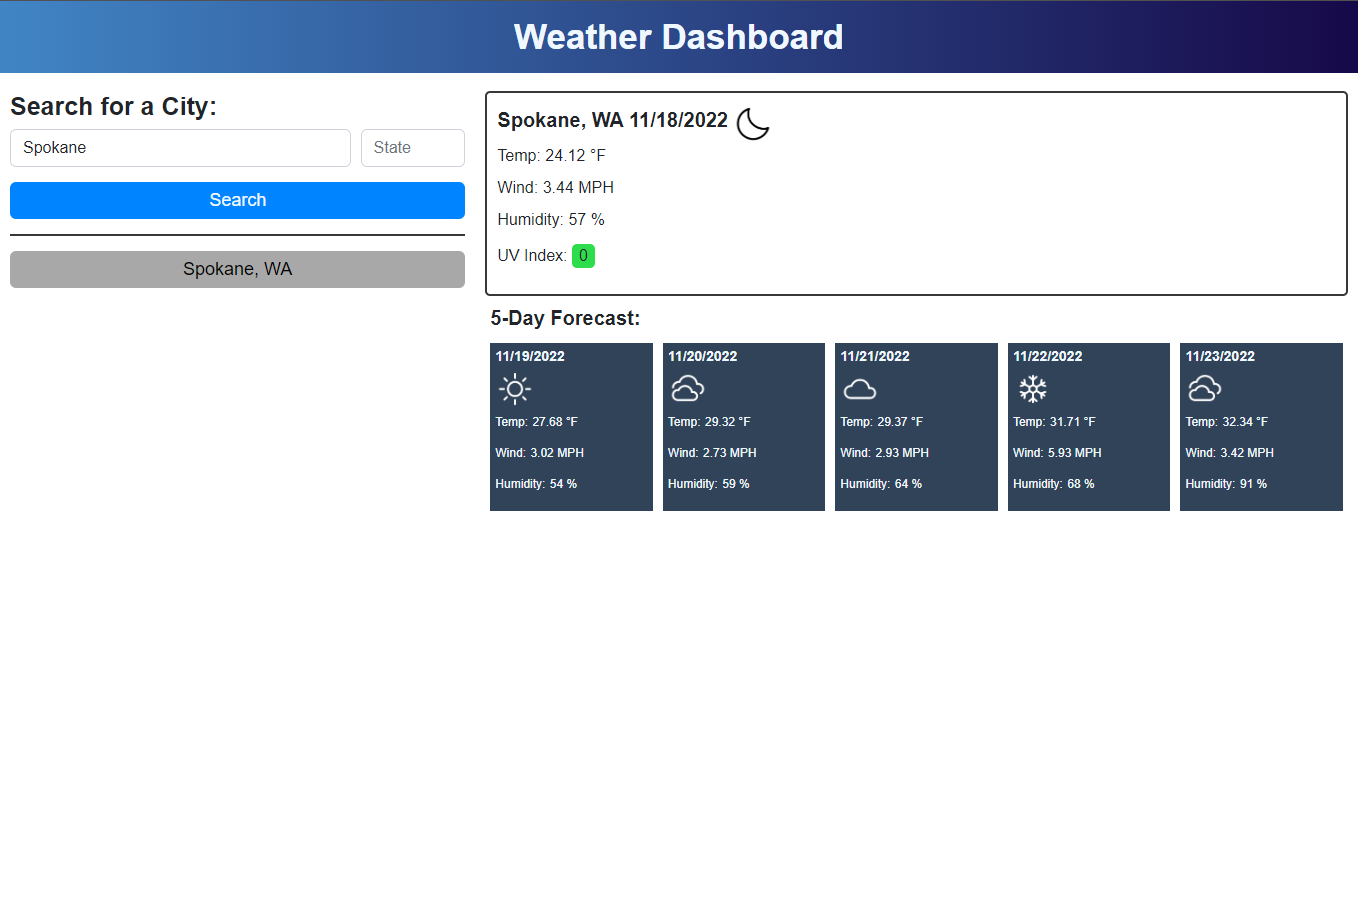 Weather Dashboard
Search for a City:
Spokane
State
Search
Spokane, WA
Spokane, WA 11/18/2022
Temp: 24.12 °F
Wind: 3.44 MPH
Humidity: 57 %
UV Index: 0
5-Day Forecast:
11/19/2022
Temp: 27.68 °F
Wind: 3.02 MPH
Humidity: 54 %
11/20/2022
Temp: 29.32 °F
Wind: 2.73 MPH
Humidity: 59 %
11/21/2022
Temp: 29.37 °F
Wind: 2.93 MPH
Humidity: 64 %
11/22/2022
Temp: 31.71 °F
Wind: 5.93 MPH
Humidity: 68 %
11/23/2022
Temp: 32.34 °F
Wind: 3.42 MPH
Humidity: 91 %